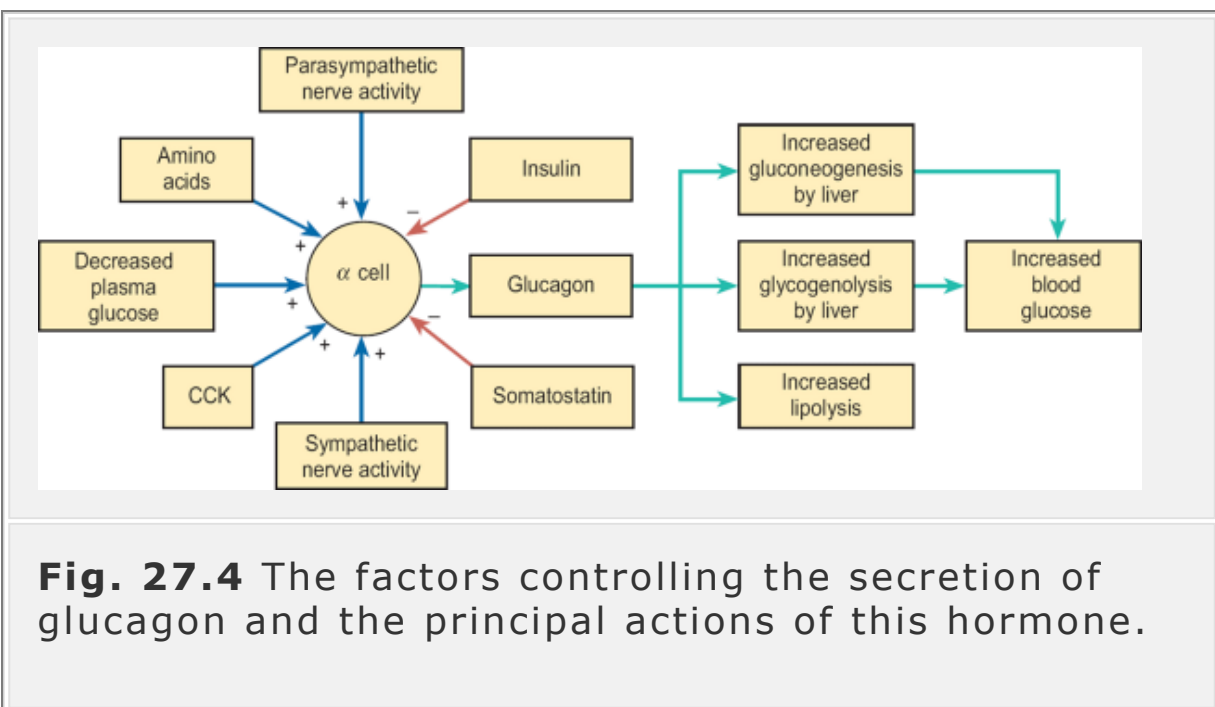 Parasympathetic
nerve activity
Amino
acids
Insulin
Increased
gluconeogenesis
by liver
+
–
+
Decreased
plasma
glucose
α cell
Glucagon
Increased
glycogenolysis
by liver
Increased
blood
glucose
+
–
+
+
CCK
Somatostatin
Increased
lipolysis
Sympathetic
nerve activity
Fig. 27.4 The factors controlling the secretion of
glucagon and the principal actions of this hormone.